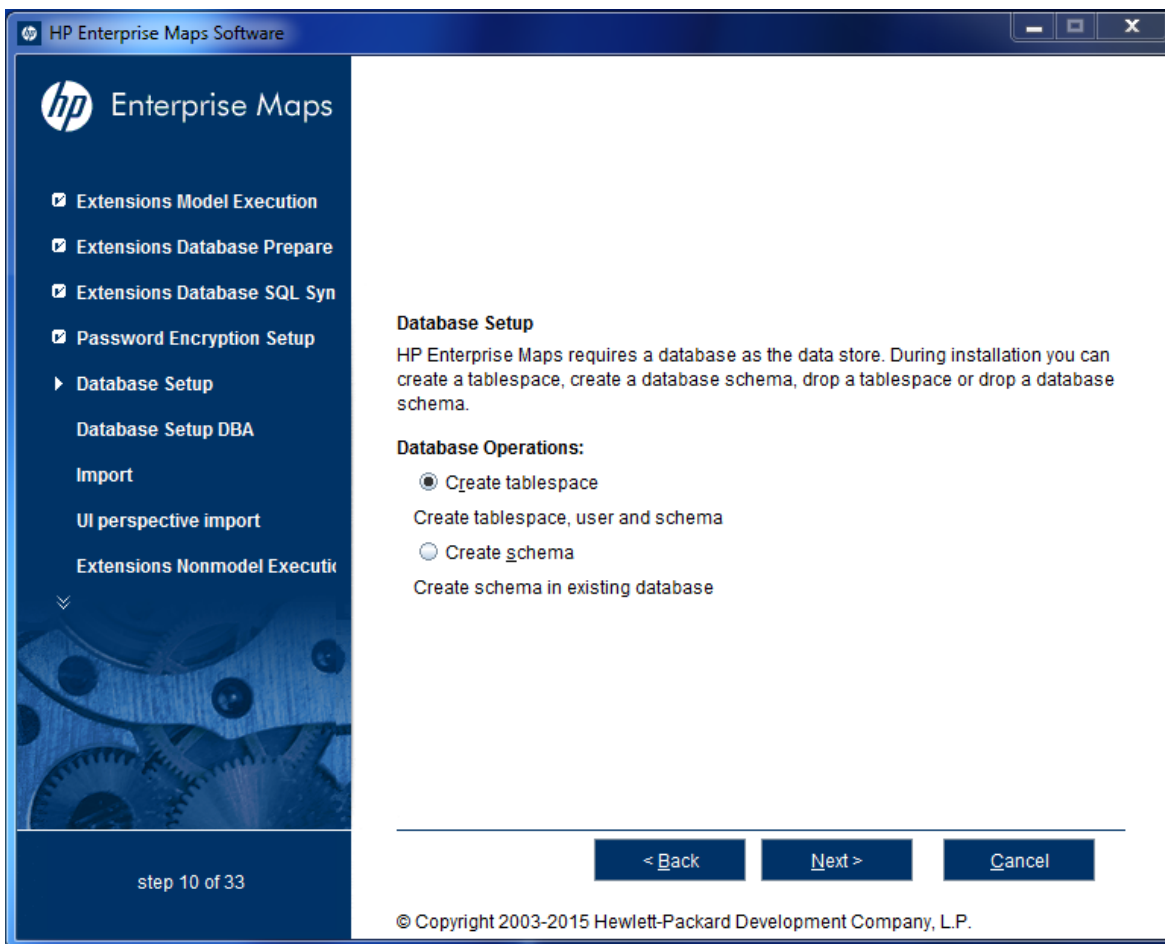 HP Enterprise Maps Software
hp Enterprise Maps
Extensions Model Execution
Extensions Database Prepare
Extensions Database SQL Syn
Password Encryption Setup
Database Setup
Database Setup DBA
Import
UI perspective import
Extensions Nonmodel Executic
step 10 of 33
Database Setup
HP Enterprise Maps requires a database as the data store. During installation you can
create a tablespace, create a database schema, drop a tablespace or drop a database
schema.
Database Operations:
Create tablespace
Create tablespace, user and schema
Create schema
Create schema in existing database
< Back
Next >
Cancel
© Copyright 2003-2015 Hewlett-Packard Development Company, L.P.